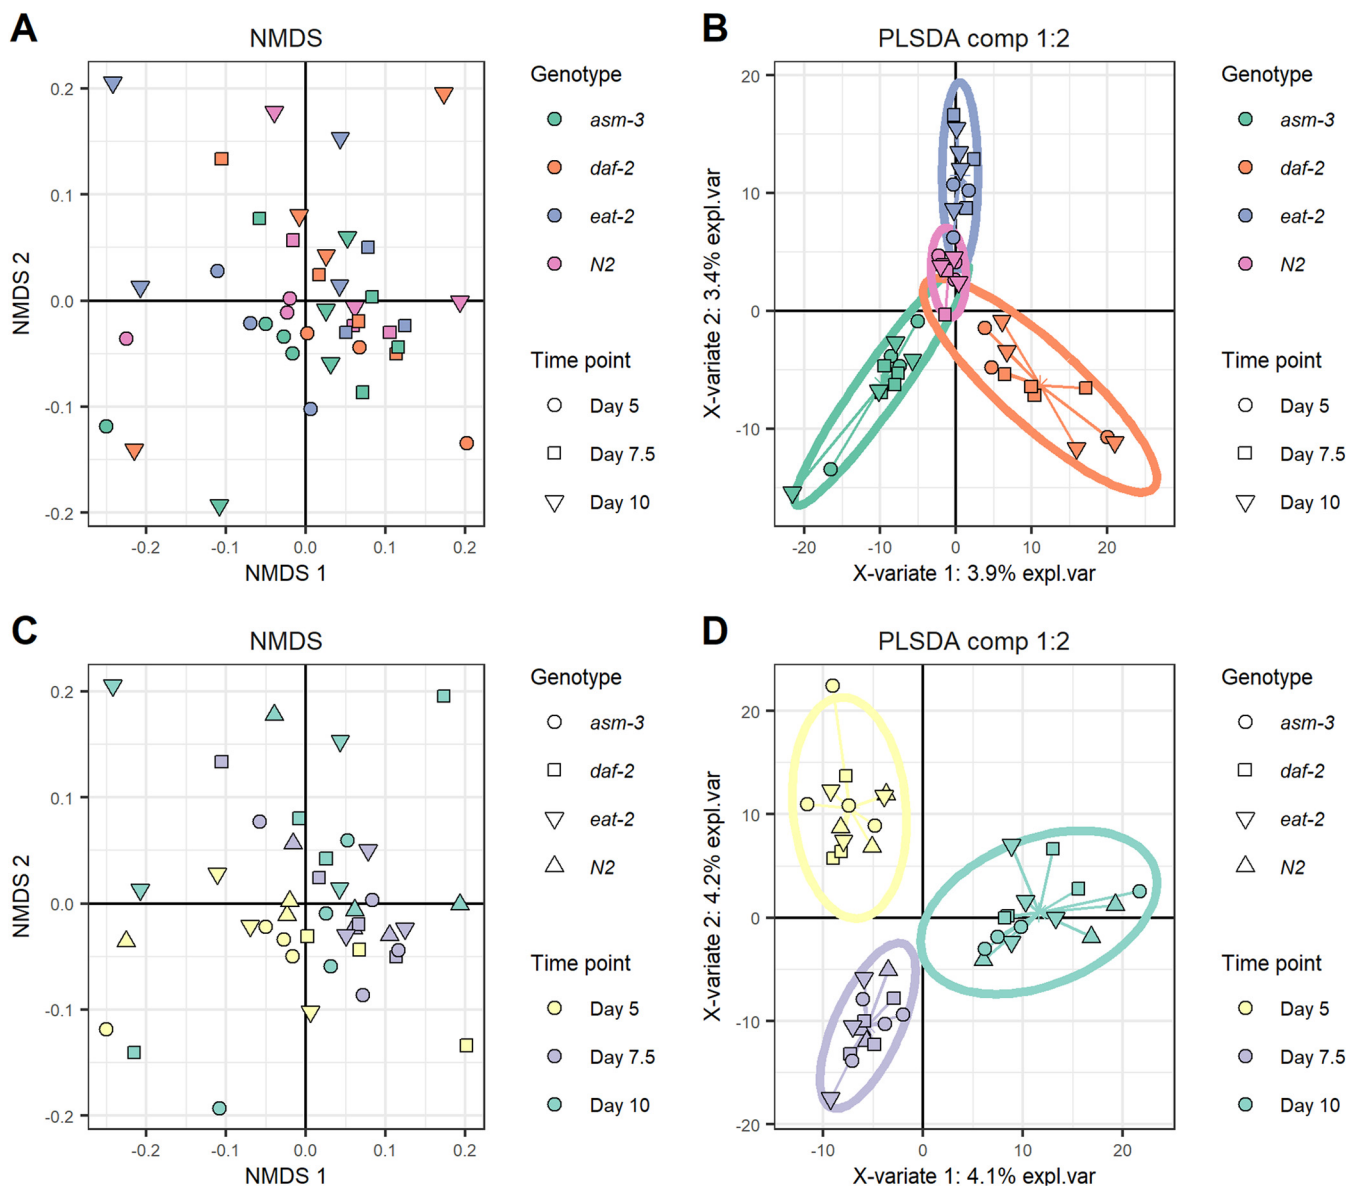 A
NMDS
NMDS 2
0.2
0.1
0.0
-0.1
-0.2
-0.2
-0.1
0.0
0.1
0.2
NMDS 1
Genotype
asm-3
daf-2
eat-2
N2
Time point
Day 5
Day 7.5
Day 10
B
PLSDA comp 1:2
X-variate 2: 3.4% expl.var
20
10
0
-10
-20
-10
0
10
20
X-variate 1: 3.9% expl.var
Genotype
asm-3
daf-2
eat-2
N2
Time point
Day 5
Day 7.5
Day 10
C
NMDS
NMDS 2
0.2
0.1
0.0
-0.1
-0.2
-0.2
-0.1
0.0
0.1
0.2
NMDS 1
Genotype
asm-3
daf-2
eat-2
N2
Time point
Day 5
Day 7.5
Day 10
D
PLSDA comp 1:2
X-variate 2: 4.2% expl.var
20
10
0
-10
-20
-10
0
10
20
X-variate 1: 4.1% expl.var
Genotype
asm-3
daf-2
eat-2
N2
Time point
Day 5
Day 7.5
Day 10